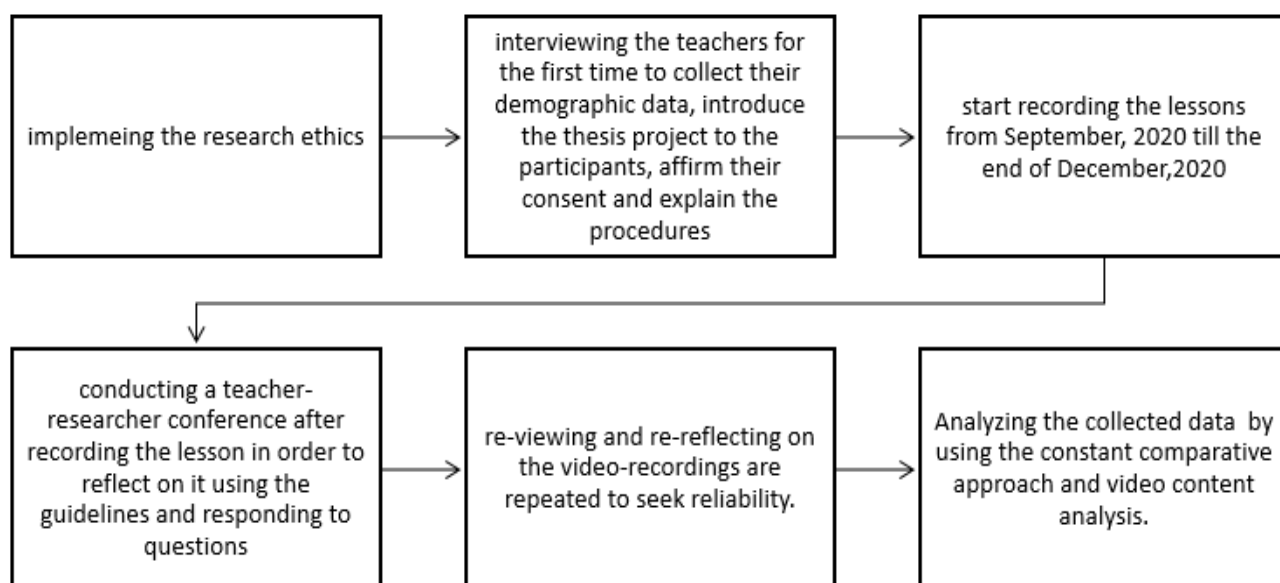 implemeing the research ethics
interviewing the teachers for
the first time to collect their
demographic data, introduce
the thesis project to the
participants, affirm their
consent and explain the
procedures
start recording the lessons
from September, 2020 till the
end of December,2020
conducting a teacher-
researcher conference after
recording the lesson in order to
reflect on it using the
guidelines and responding to
questions
re-viewing and re-reflecting on
the video-recordings are
repeated to seek reliability.
Analyzing the collected data  by
using the constant comparative
approach and video content
analysis.